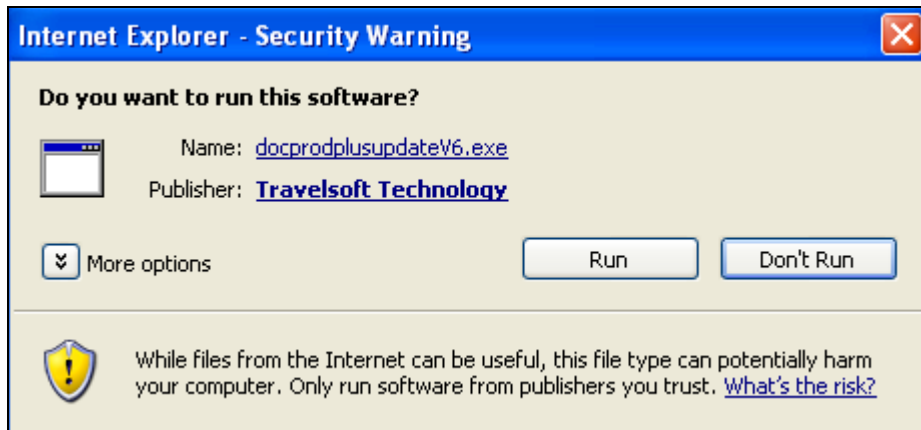 Internet Explorer - Security Warning
Do you want to run this software?
Name: docprodplusupdateV6.exe
Publisher: Travelsoft Technology
More options
Run
Don't Run
While files from the Internet can be useful, this file type can potentially harm
your computer. Only run software from publishers you trust. What's the risk?